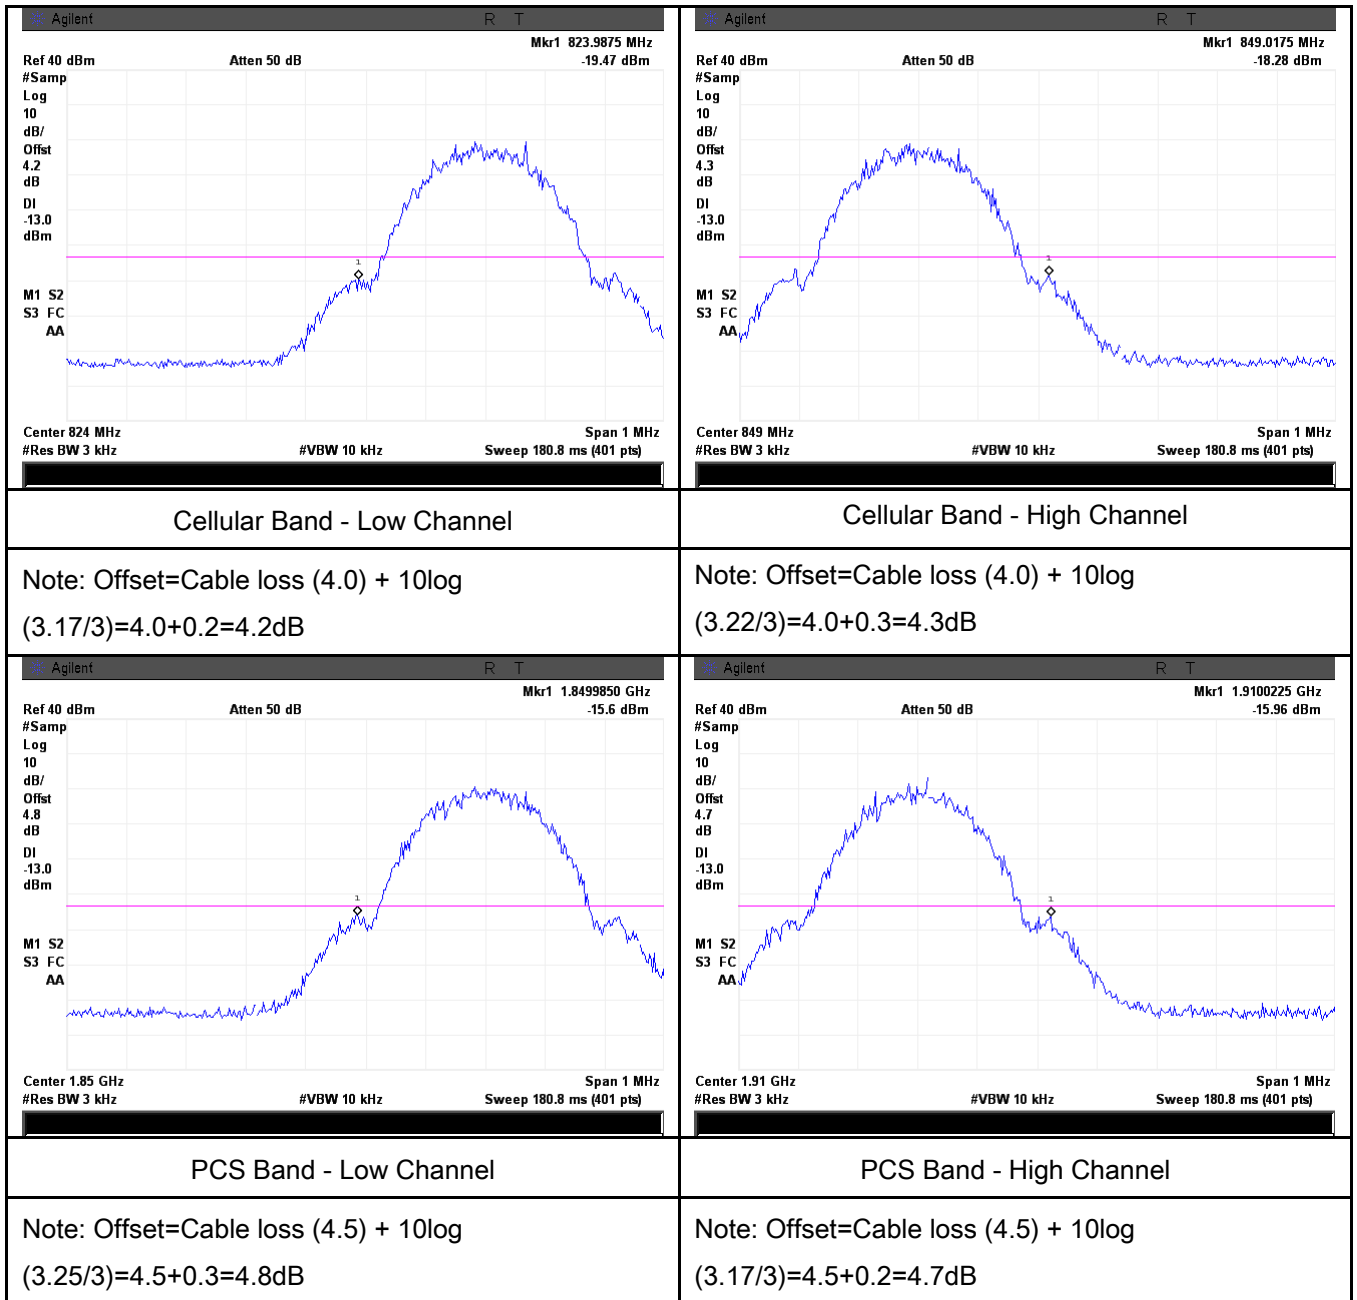 Agilent R T
Mkr1 823.9875 MHz
Ref 40 dBm Atten 50 dB -19.47 dBm
#Samp
Log
10
dB/
Offst
4.2
dB
DI
-13.0
dBm
1
M1 S2
S3 FC
AA
Center 824 MHz Span 1 MHz
#Res BW 3 kHz #VBW 10 kHz Sweep 180.8 ms (401 pts)
Agilent R T
Mkr1 849.0175 MHz
Ref 40 dBm Atten 50 dB -18.28 dBm
#Samp
Log
10
dB/
Offst
4.3
dB
DI
-13.0
dBm
1
M1 S2
S3 FC
AA
Center 849 MHz Span 1 MHz
#Res BW 3 kHz #VBW 10 kHz Sweep 180.8 ms (401 pts)
Cellular Band - Low Channel
Cellular Band - High Channel
Note: Offset=Cable loss (4.0) + 10log
(3.17/3)=4.0+0.2=4.2dB
Note: Offset=Cable loss (4.0) + 10log
(3.22/3)=4.0+0.3=4.3dB
Agilent R T
Mkr1 1.8499850 GHz
Ref 40 dBm Atten 50 dB -15.6 dBm
#Samp
Log
10
dB/
Offst
4.8
dB
DI
-13.0
dBm
1
M1 S2
S3 FC
AA
Center 1.85 GHz Span 1 MHz
#Res BW 3 kHz #VBW 10 kHz Sweep 180.8 ms (401 pts)
Agilent R T
Mkr1 1.9100225 GHz
Ref 40 dBm Atten 50 dB -15.96 dBm
#Samp
Log
10
dB/
Offst
4.7
dB
DI
-13.0
dBm
1
M1 S2
S3 FC
AA
Center 1.91 GHz Span 1 MHz
#Res BW 3 kHz #VBW 10 kHz Sweep 180.8 ms (401 pts)
PCS Band - Low Channel
PCS Band - High Channel
Note: Offset=Cable loss (4.5) + 10log
(3.25/3)=4.5+0.3=4.8dB
Note: Offset=Cable loss (4.5) + 10log
(3.17/3)=4.5+0.2=4.7dB